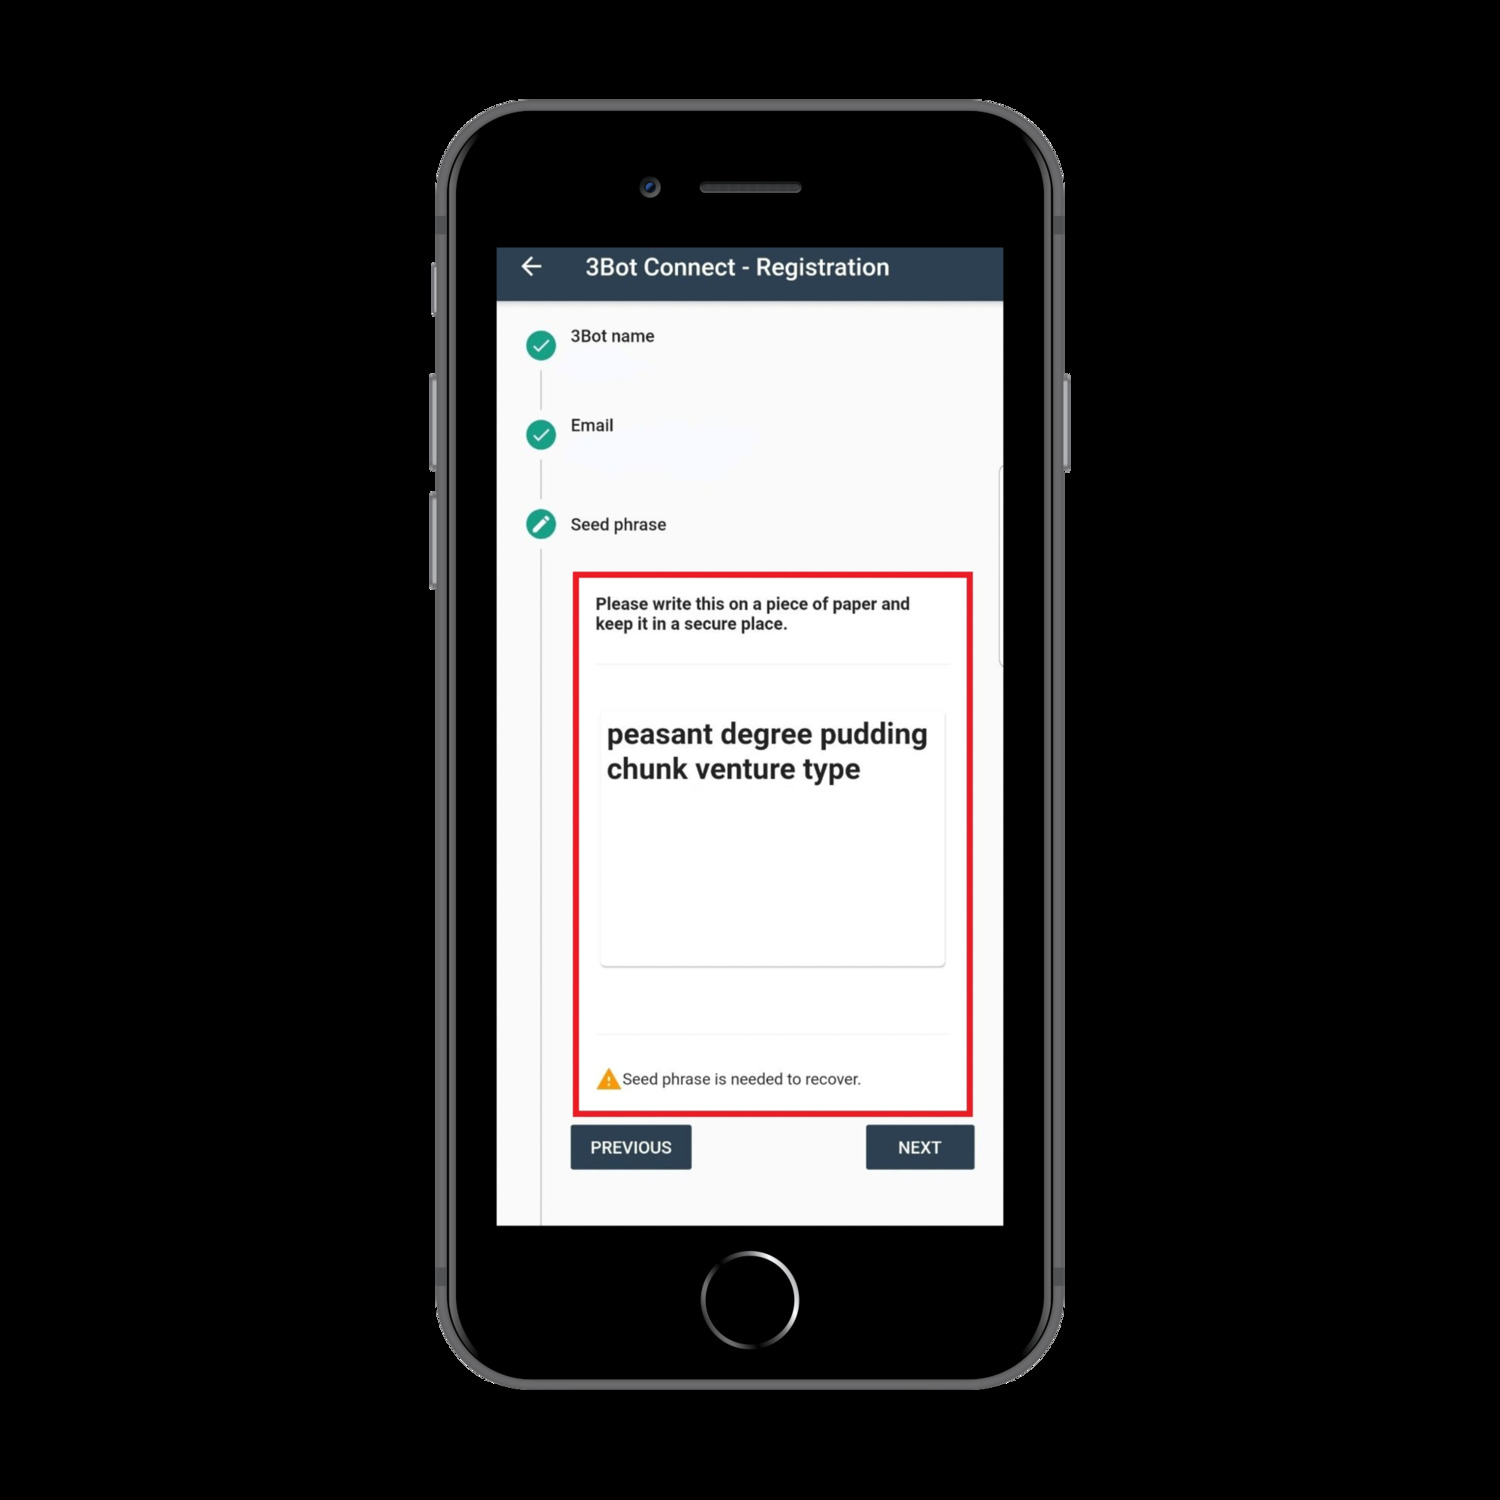 3Bot Connect - Registration
3Bot name
Email
Seed phrase
Please write this on a piece of paper and
keep it in a secure place.
peasant degree pudding
chunk venture type
Seed phrase is needed to recover.
PREVIOUS
NEXT